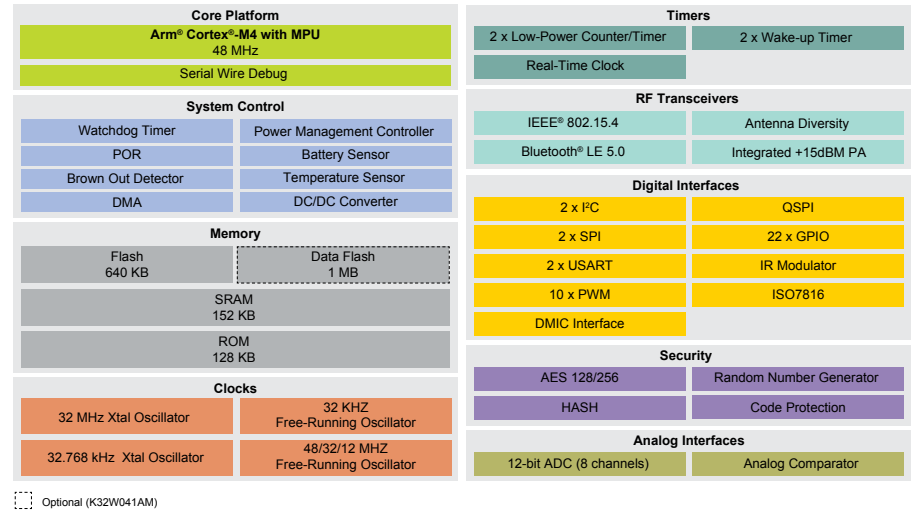 Core Platform
Arm® Cortex®-M4 with MPU
48 MHz
Serial Wire Debug
System Control
Watchdog Timer
Power Management Controller
POR
Battery Sensor
Brown Out Detector
Temperature Sensor
DMA
DC/DC Converter
Memory
Flash
640 KB
Data Flash
1 MB
SRAM
152 KB
ROM
128 KB
Clocks
32 MHz Xtal Oscillator
32 KHZ
Free-Running Oscillator
32.768 kHz Xtal Oscillator
48/32/12 MHZ
Free-Running Oscillator
Optional (K32W041AM)
Timers
2 x Low-Power Counter/Timer
2 x Wake-up Timer
Real-Time Clock
RF Transceivers
IEEE® 802.15.4
Antenna Diversity
Bluetooth® LE 5.0
Integrated +15dBM PA
Digital Interfaces
2 x I²C
QSPI
2 x SPI
22 x GPIO
2 x USART
IR Modulator
10 x PWM
ISO7816
DMIC Interface
Security
AES 128/256
Random Number Generator
HASH
Code Protection
Analog Interfaces
12-bit ADC (8 channels)
Analog Comparator